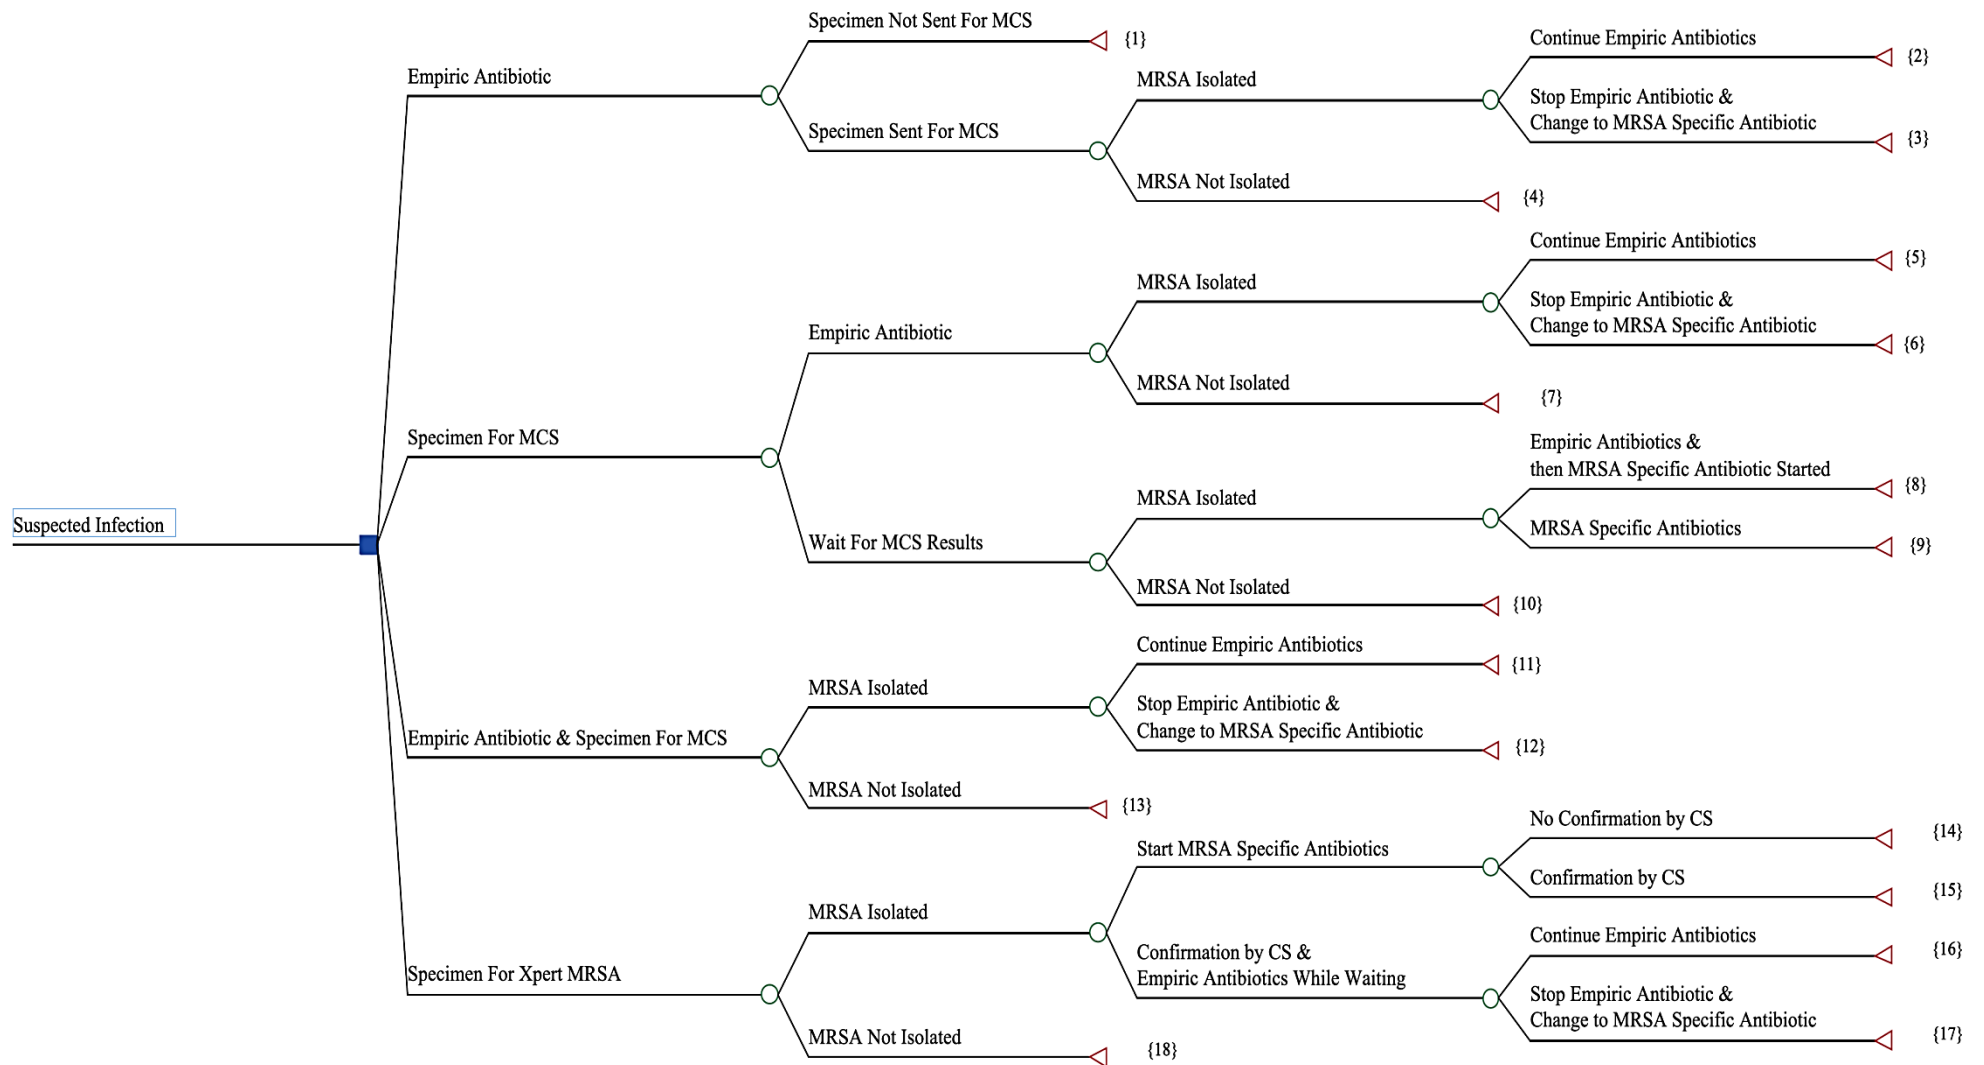 Specimen Not Sent For MCS
{1}
Continue Empiric Antibiotics
{2}
Empiric Antibiotic
MRSA Isolated
Stop Empiric Antibiotic &
Change to MRSA Specific Antibiotic
{3}
Specimen Sent For MCS
MRSA Not Isolated
{4}
Continue Empiric Antibiotics
{5}
MRSA Isolated
Stop Empiric Antibiotic &
Change to MRSA Specific Antibiotic
{6}
Empiric Antibiotic
MRSA Not Isolated
{7}
Specimen For MCS
Empiric Antibiotics &
then MRSA Specific Antibiotic Started
{8}
MRSA Isolated
MRSA Specific Antibiotics
{9}
Suspected Infection
Wait For MCS Results
MRSA Not Isolated
{10}
Continue Empiric Antibiotics
{11}
MRSA Isolated
Stop Empiric Antibiotic &
Change to MRSA Specific Antibiotic
{12}
Empiric Antibiotic & Specimen For MCS
MRSA Not Isolated
{13}
No Confirmation by CS
{14}
Start MRSA Specific Antibiotics
Confirmation by CS
{15}
MRSA Isolated
Confirmation by CS &
Empiric Antibiotics While Waiting
Continue Empiric Antibiotics
{16}
Specimen For Xpert MRSA
Stop Empiric Antibiotic &
Change to MRSA Specific Antibiotic
{17}
MRSA Not Isolated
{18}